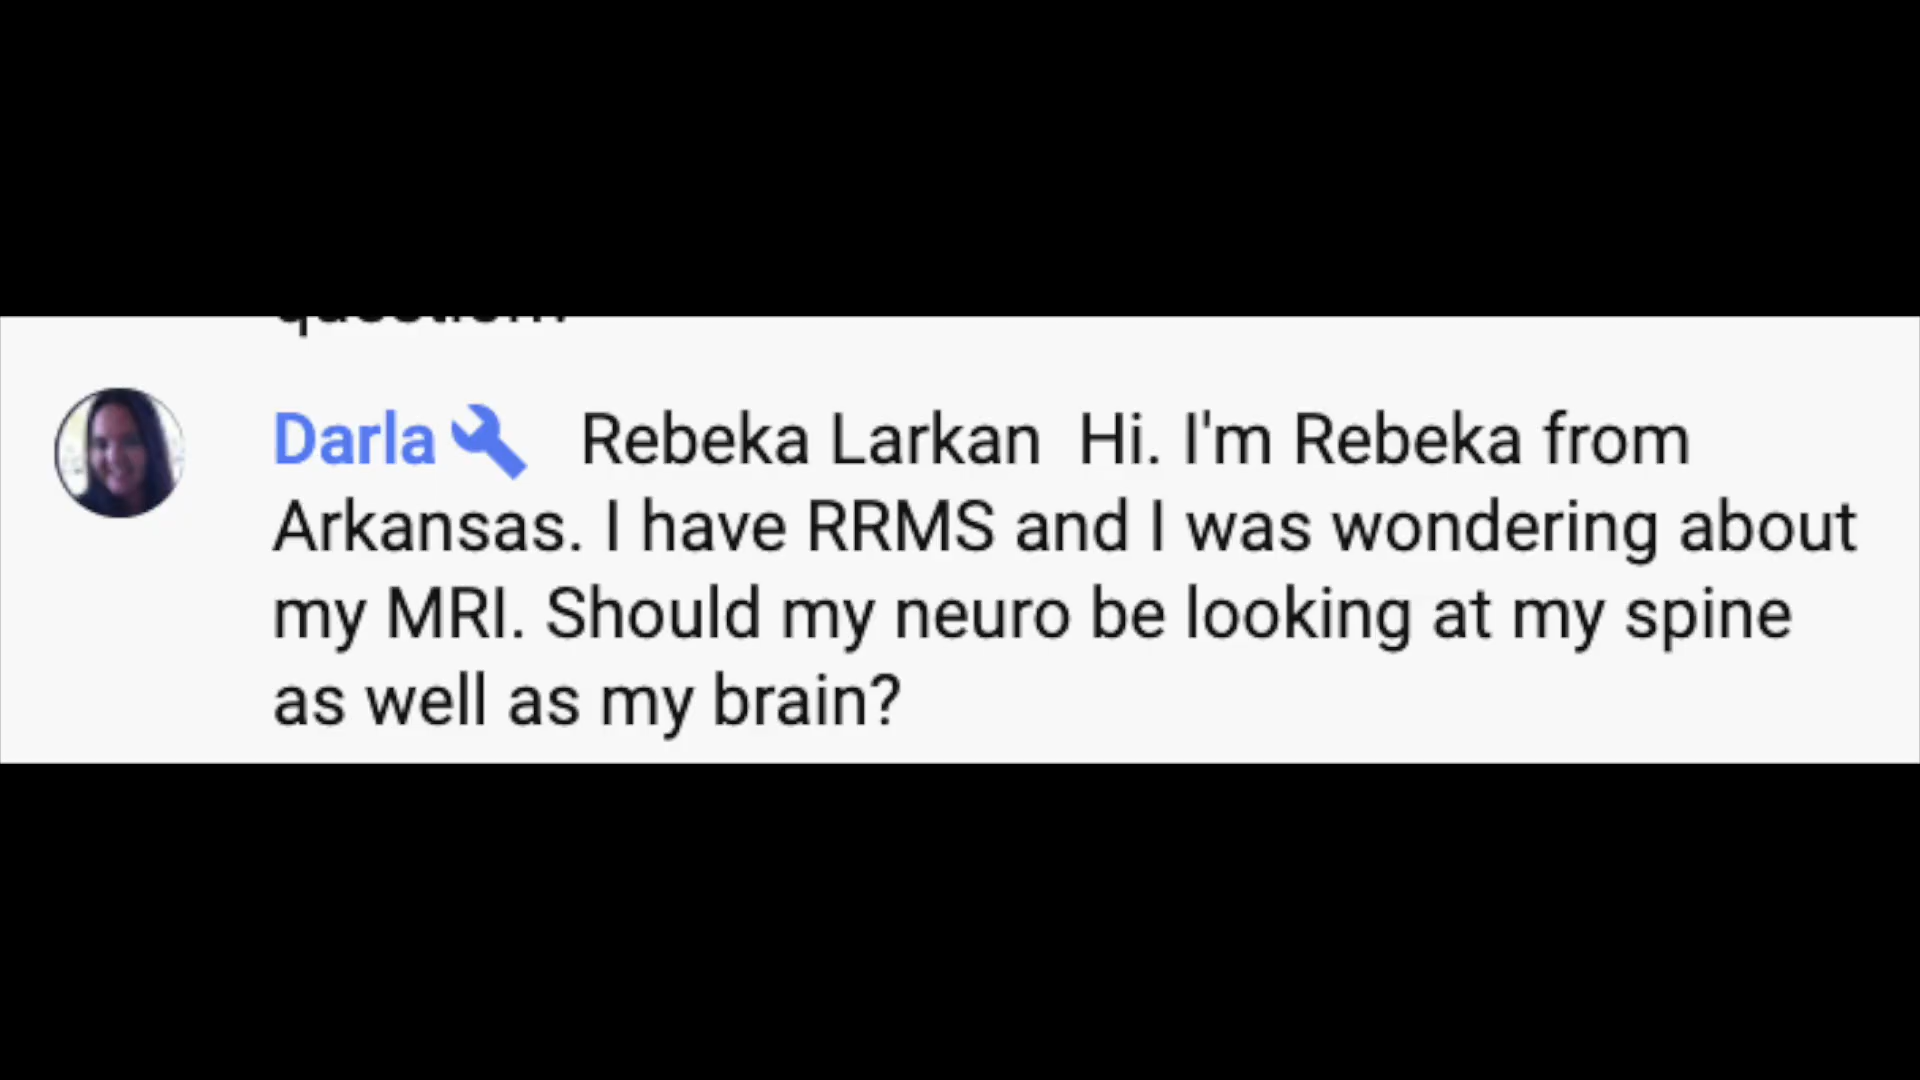 Darla Rebeka Larkan Hi. I'm Rebeka from
Arkansas. I have RRMS and I was wondering about
my MRI. Should my neuro be looking at my spine
as well as my brain?